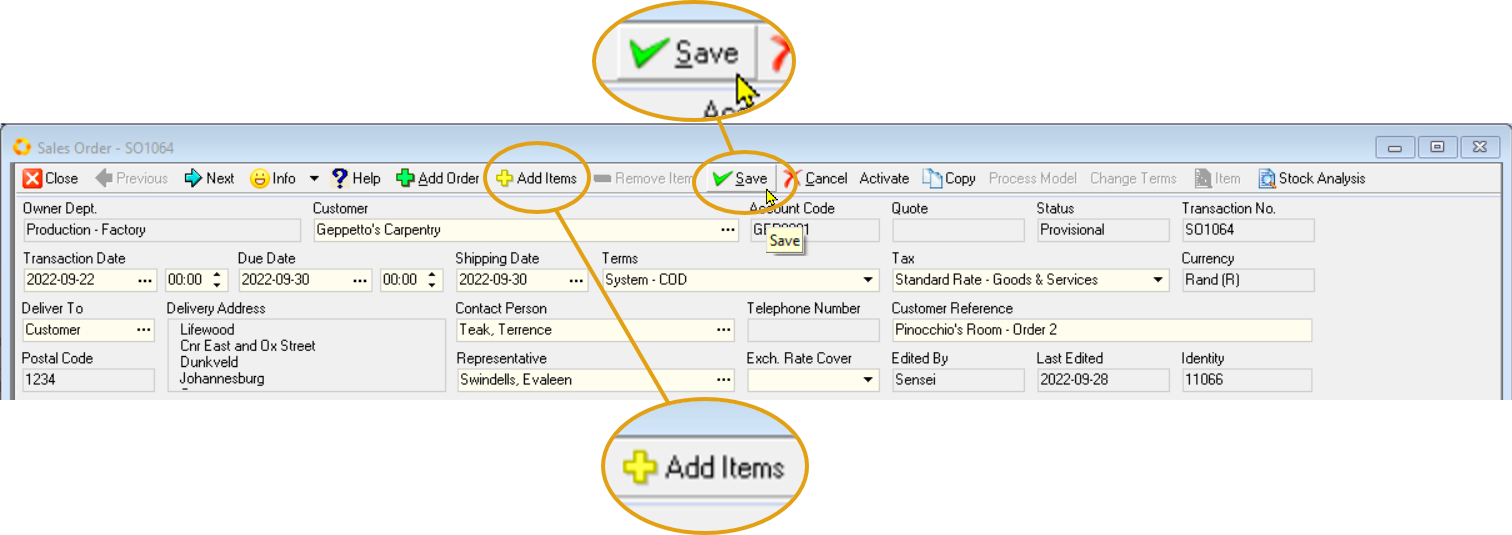 Save
Acc
Sales Order - SO1064
Close Previous Next Info Help Add Order Add Items Remove Item Save Cancel Activate Copy Process Model Change Terms Item Stock Analysis
Owner Dept. Customer Account Code Quote Status Transaction No.
Production - Factory Geppetto's Carpentry ... Provisional SO1064
Save
Transaction Date Due Date Shipping Date Terms Tax Currency
2022-09-22 ... 00:00 2022-09-30 ... 00:00 2022-09-30 ... System - COD Standard Rate - Goods & Services Rand (R)
Deliver To Delivery Address Contact Person Telephone Number Customer Reference
Customer ... Lifewood Teak, Terrence ... Pinocchio's Room - Order 2
Cnr East and Ox Street
Dunkveld
Johannesburg
Postal Code Representative Exch. Rate Cover Edited By Last Edited Identity
1234 Swindells, Evaleen ... Sensei 2022-09-28 11066
Add Items